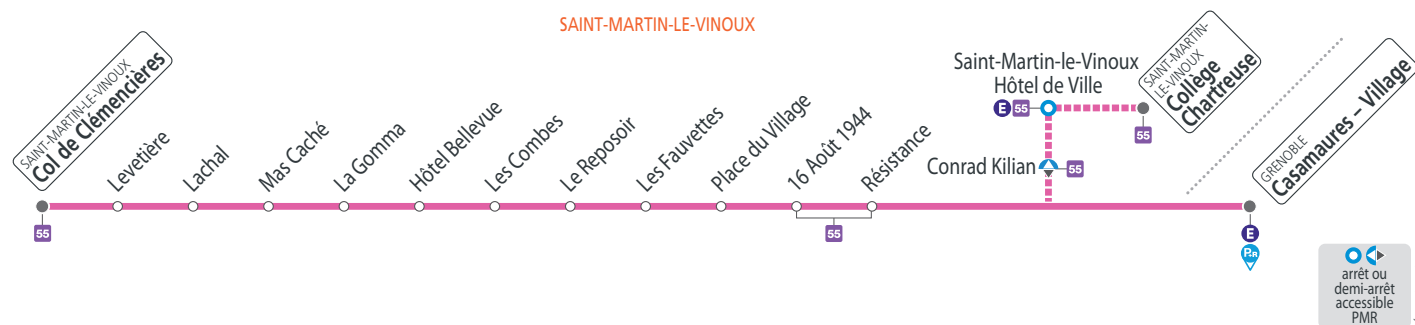 SAINT-MARTIN-LE-VINOUX
SAINT-MARTIN-LE-VINOUX
Col de Clémencières
Levetière
Lachal
Mas Caché
La Gomma
Hôtel Bellevue
Les Combes
Le Reposoir
Les Fauvettes
Place du Village
16 Août 1944
Résistance
Saint-Martin-le-Vinoux
Hôtel de Ville
E 55
SAINT-MARTIN-
LE-VINOUX
Collège
Chartreuse
55
Conrad Kilian
55
GRENOBLE
Casamaures – Village
55
55
E
P+R
arrêt ou
demi-arrêt
accessible
PMR